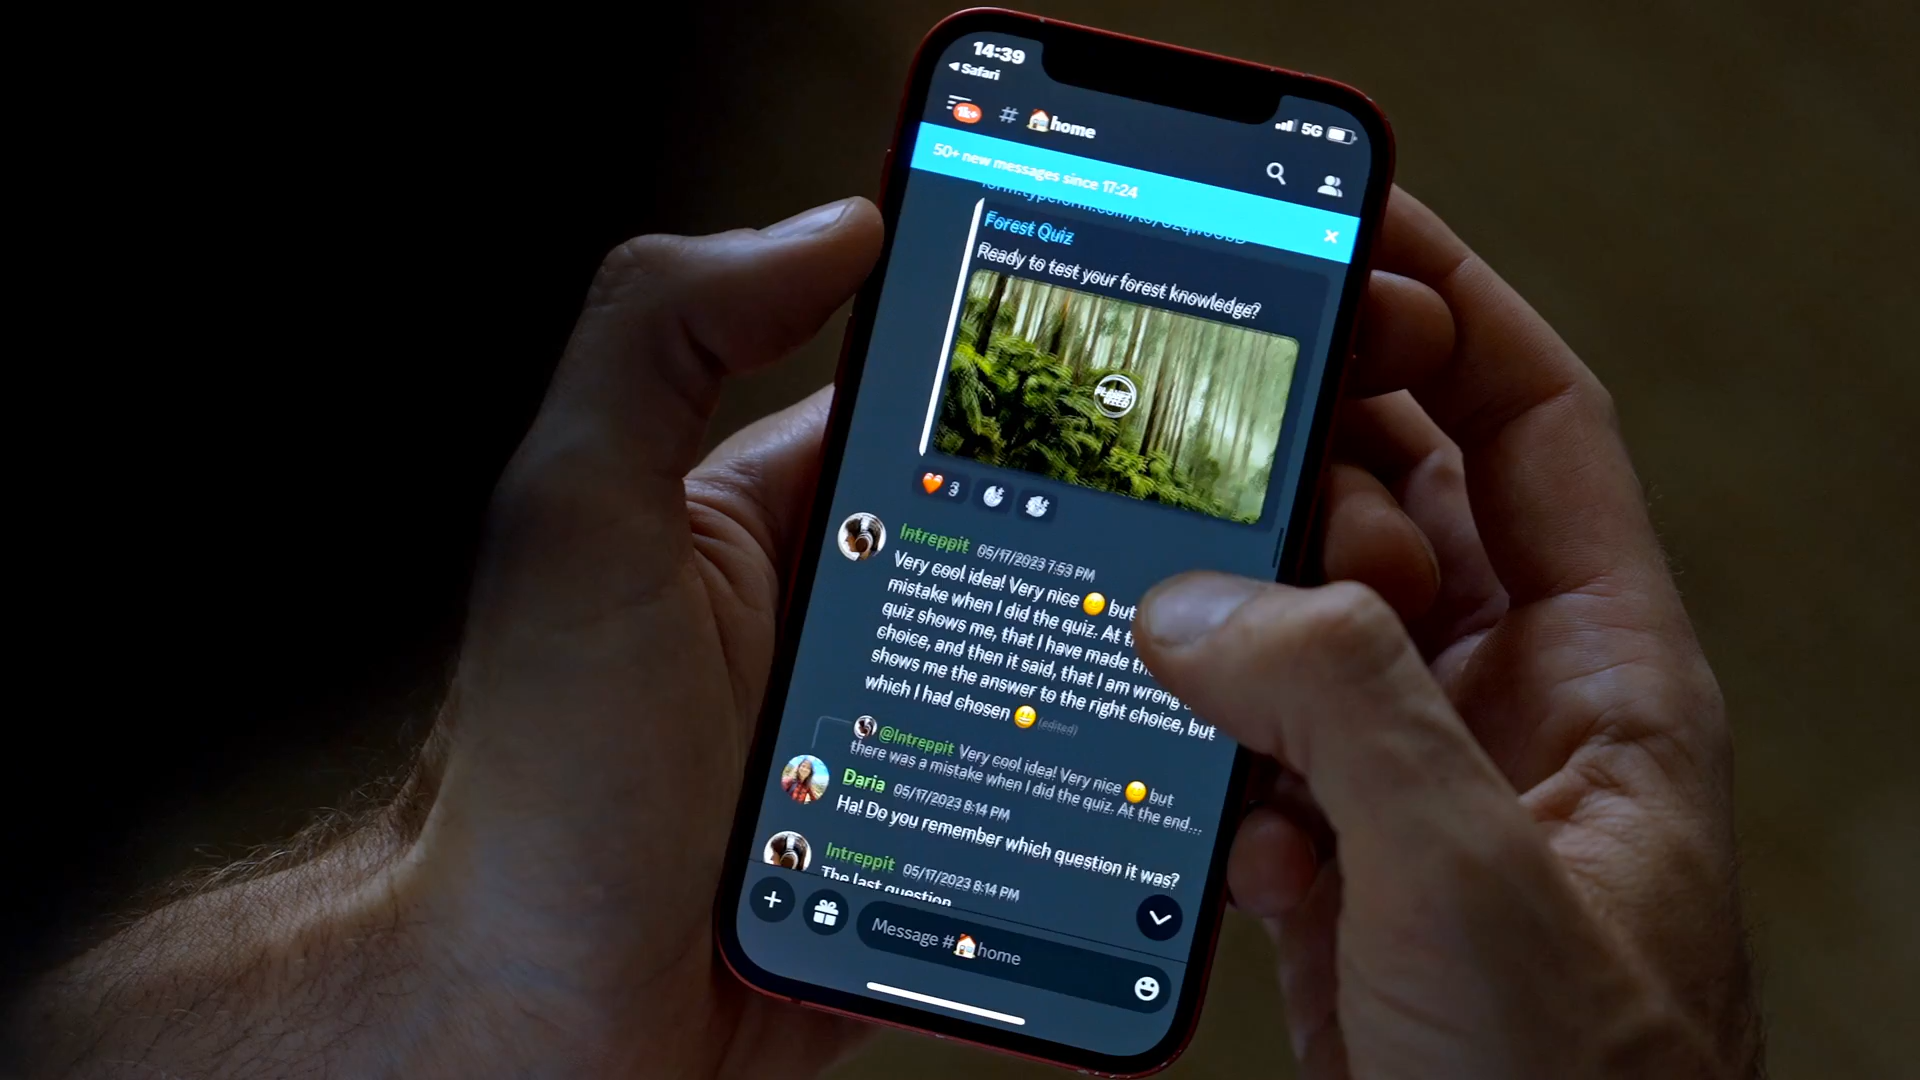 14:39
Safari
5G
1k+
# home
50+ new messages since 17:24
Forest Quiz
Ready to test your forest knowledge?
PLANET
WILD
3
Intreppit 05/17/2023 7:53 PM
Very cool idea! Very nice but
mistake when I did the quiz. At
quiz shows me, that I have made
choice, and then it said, that I am wrong
shows me the answer to the right choice, but
which I had chosen (edited)
@Intreppit Very cool idea! Very nice but
there was a mistake when I did the quiz. At the end...
Daria 05/17/2023 8:14 PM
Ha! Do you remember which question it was?
Intreppit 05/17/2023 8:14 PM
The last question
Message # home